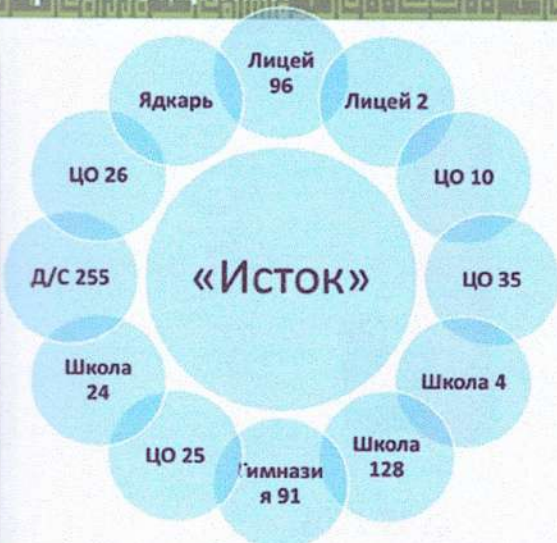 Лицей
96
Лицей 2
ЦО 10
ЦО 35
Школа 4
Школа
128
Гимнази
я 91
ЦО 25
Школа
24
Д/С 255
ЦО 26
Ядкарь
«Исток»